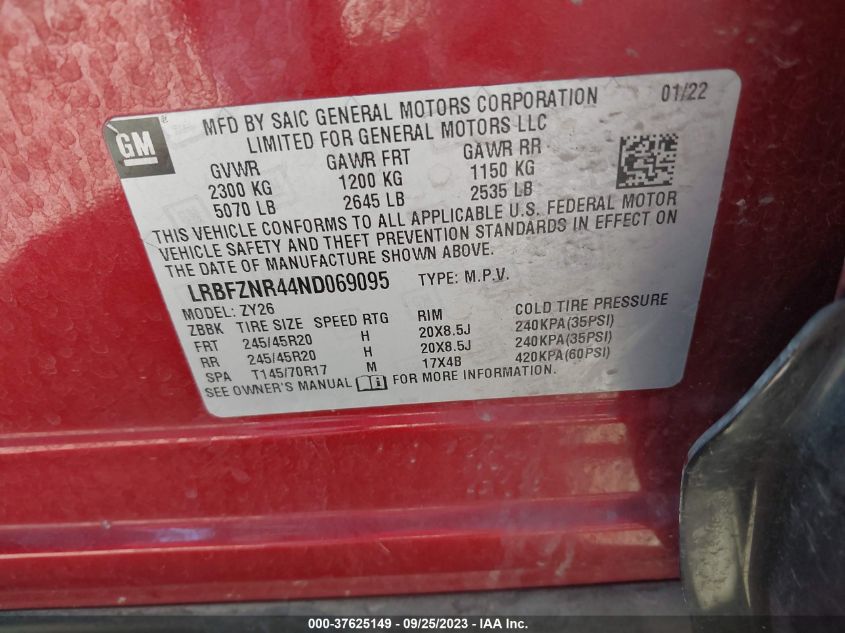 GM
MFD BY SAIC GENERAL MOTORS CORPORATION 01/22
LIMITED FOR GENERAL MOTORS LLC
GVWR GAWR FRT GAWR RR
2300 KG 1200 KG 1150 KG
5070 LB 2645 LB 2535 LB
THIS VEHICLE CONFORMS TO ALL APPLICABLE U.S. FEDERAL MOTOR
VEHICLE SAFETY AND THEFT PREVENTION STANDARDS IN EFFECT ON
THE DATE OF MANUFACTURE SHOWN ABOVE.
LRBFZNR44ND069095 TYPE: M.P.V.
MODEL: ZY26
ZBBK TIRE SIZE SPEED RTG RIM COLD TIRE PRESSURE
FRT 245/45R20 H 20X8.5J 240KPA(35PSI)
RR 245/45R20 H 20X8.5J 240KPA(35PSI)
SPA T145/70R17 M 17X4B 420KPA(60PSI)
SEE OWNER'S MANUAL FOR MORE INFORMATION.
000-37625149 - 09/25/2023 - IAAI INC.